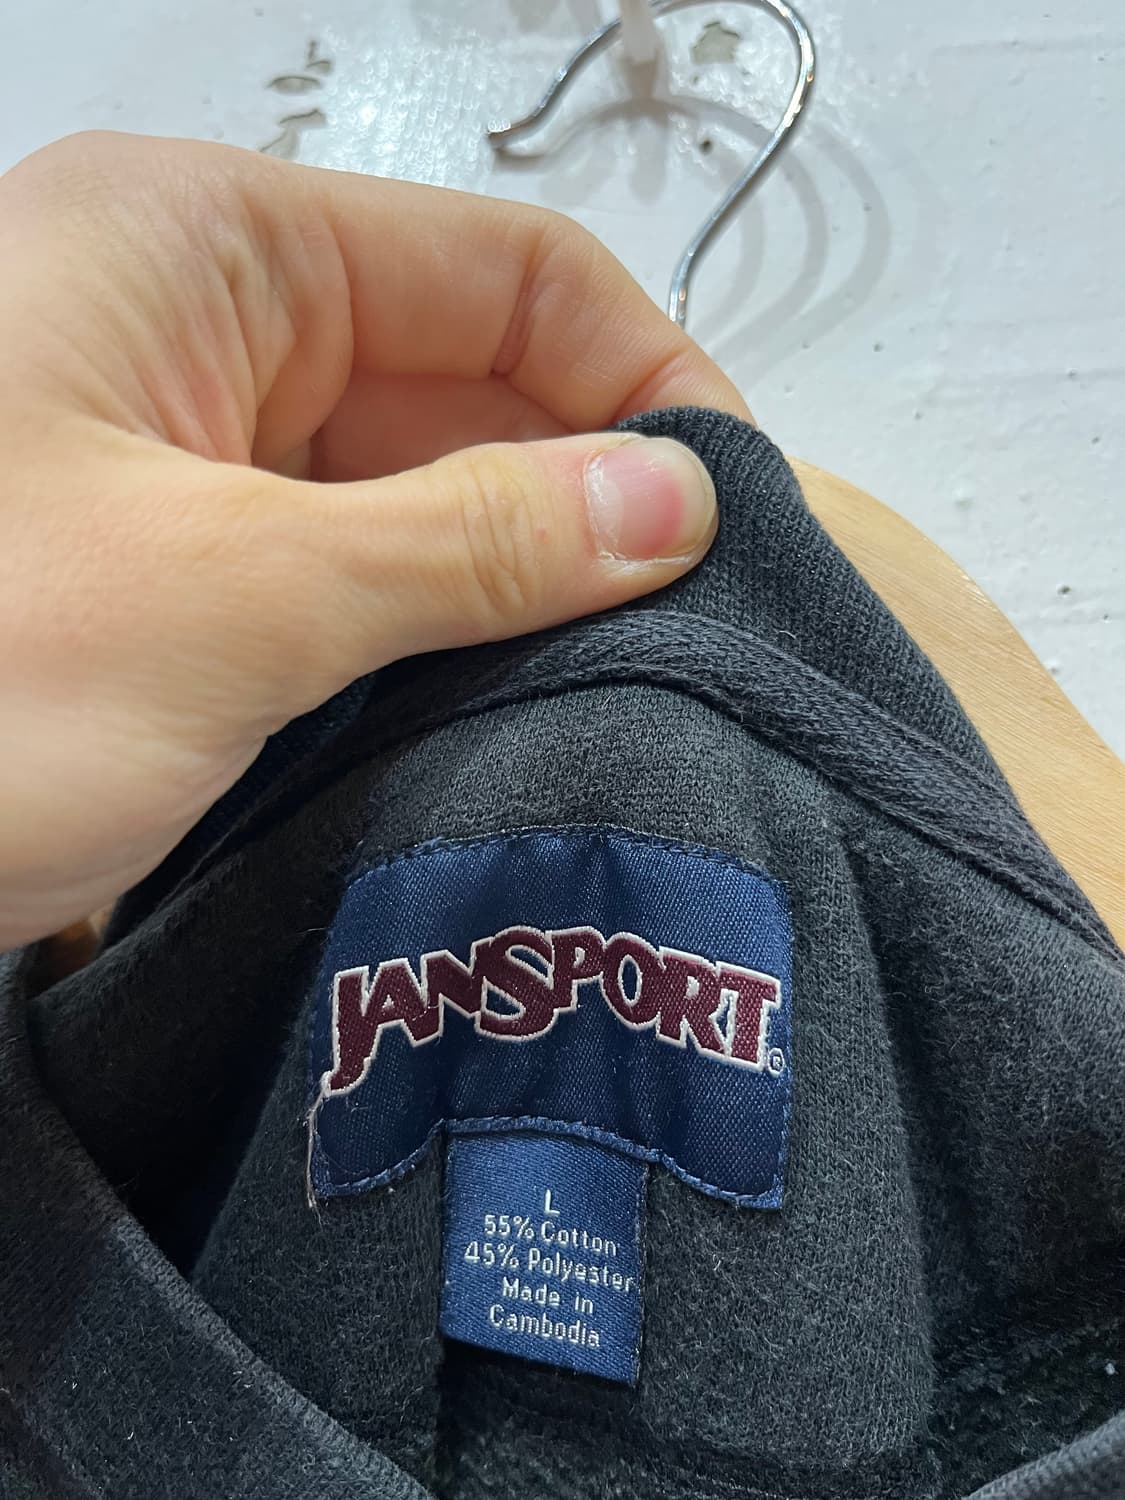 JANSPORT®
L
55% Cotton
45% Polyester
Made in
Cambodia